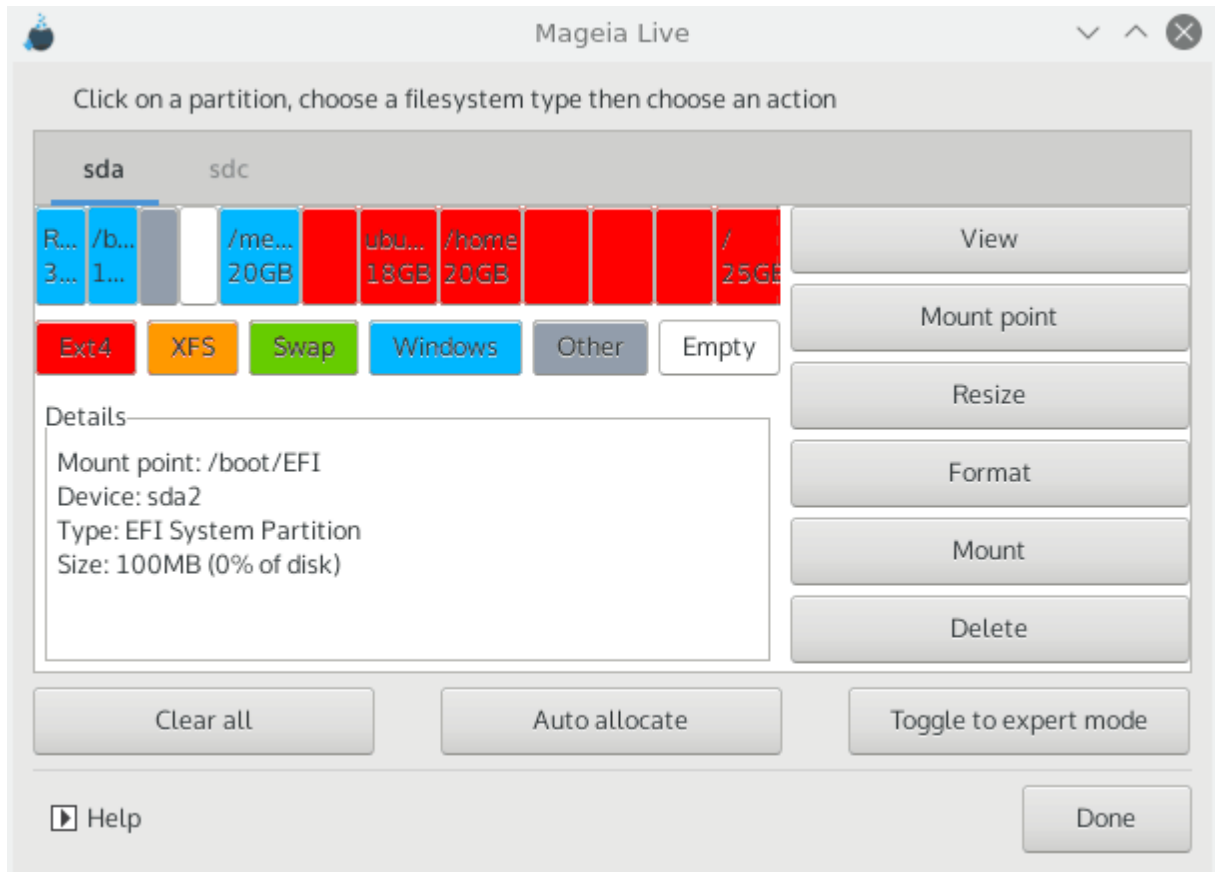 Mageia Live
Click on a partition, choose a filesystem type then choose an action
sda sdc
R... /b... /me... ubu... /home /
3... 1... 20GB 18GB 20GB 25GB
Ext4 XFS Swap Windows Other Empty
Details
Mount point: /boot/EFI
Device: sda2
Type: EFI System Partition
Size: 100MB (0% of disk)
View
Mount point
Resize
Format
Mount
Delete
Clear all Auto allocate Toggle to expert mode
Help Done